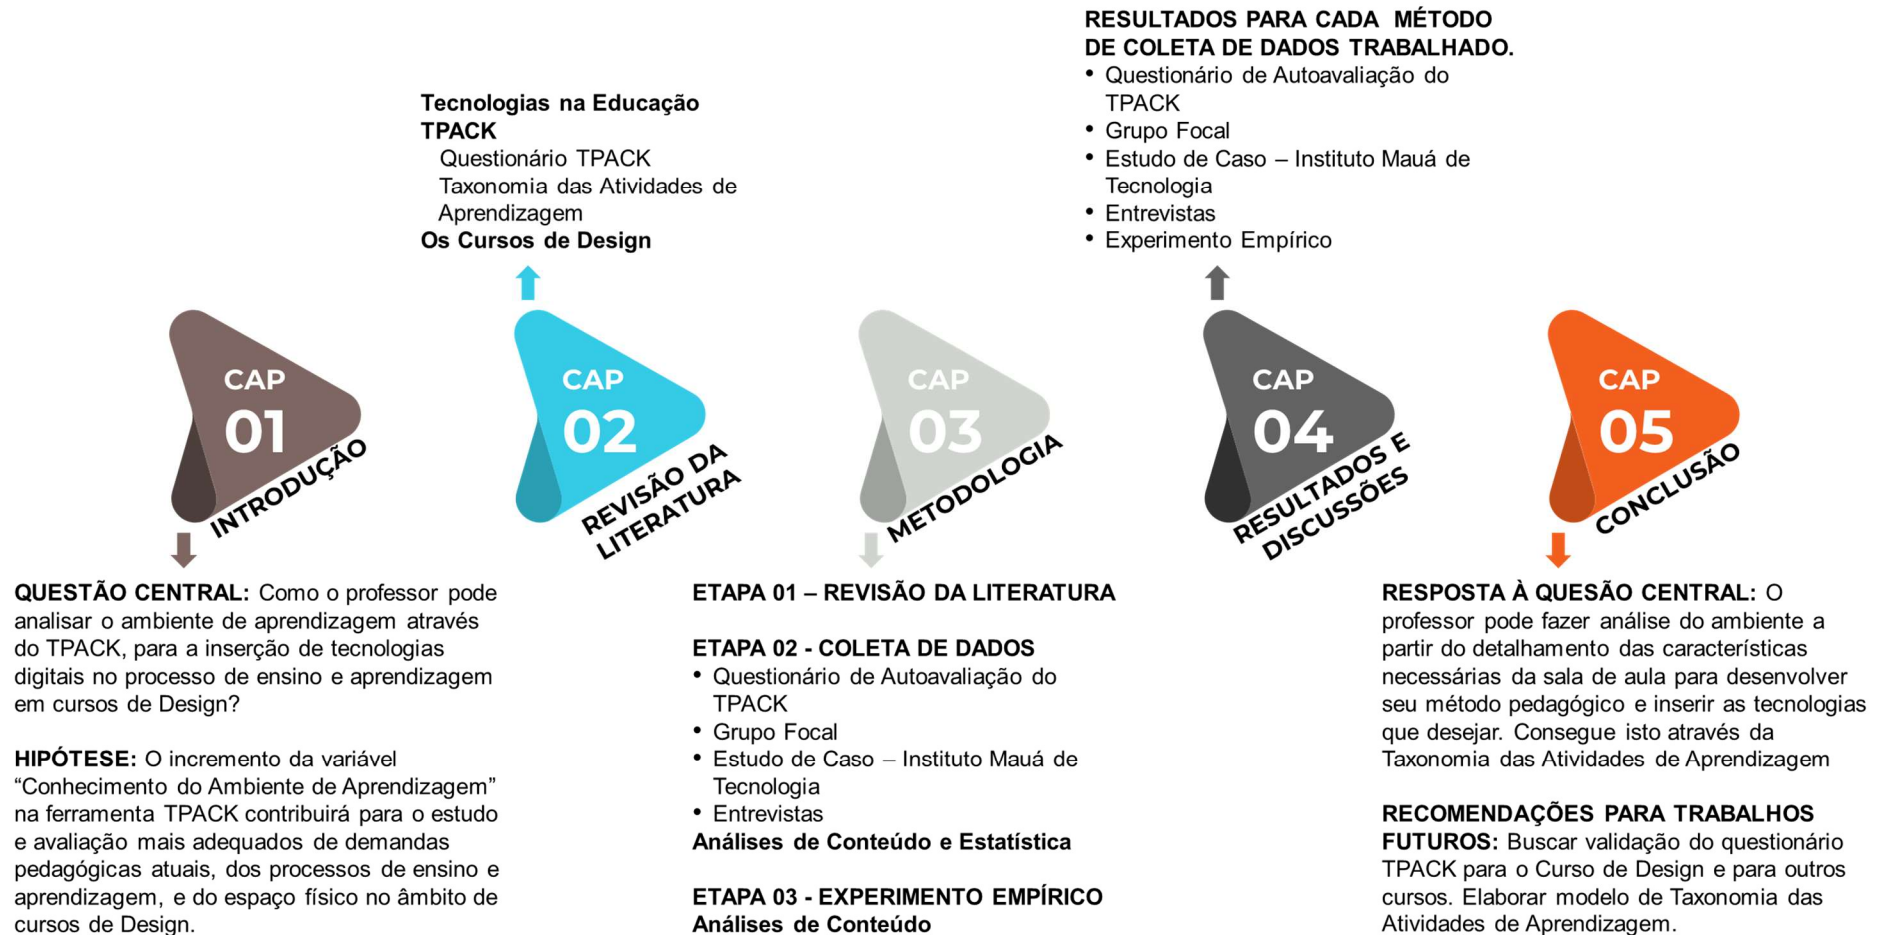 CAP
01
INTRODUÇÃO
QUESTÃO CENTRAL: Como o professor pode
analisar o ambiente de aprendizagem através
do TPACK, para a inserção de tecnologias
digitais no processo de ensino e aprendizagem
em cursos de Design?
HIPÓTESE: O incremento da variável
“Conhecimento do Ambiente de Aprendizagem”
na ferramenta TPACK contribuirá para o estudo
e avaliação mais adequados de demandas
pedagógicas atuais, dos processos de ensino e
aprendizagem, e do espaço físico no âmbito de
cursos de Design.
Tecnologias na Educação
TPACK
Questionário TPACK
Taxonomia das Atividades de
Aprendizagem
Os Cursos de Design
CAP
02
REVISÃO DA
LITERATURA
CAP
03
METODOLOGIA
ETAPA 01 – REVISÃO DA LITERATURA
ETAPA 02 - COLETA DE DADOS
• Questionário de Autoavaliação do
TPACK
• Grupo Focal
• Estudo de Caso – Instituto Mauá de
Tecnologia
• Entrevistas
Análises de Conteúdo e Estatística
ETAPA 03 - EXPERIMENTO EMPÍRICO
Análises de Conteúdo
RESULTADOS PARA CADA MÉTODO
DE COLETA DE DADOS TRABALHADO.
• Questionário de Autoavaliação do
TPACK
• Grupo Focal
• Estudo de Caso – Instituto Mauá de
Tecnologia
• Entrevistas
• Experimento Empírico
CAP
04
RESULTADOS E
DISCUSSÕES
CAP
05
CONCLUSÃO
RESPOSTA À QUESÃO CENTRAL: O
professor pode fazer análise do ambiente a
partir do detalhamento das características
necessárias da sala de aula para desenvolver
seu método pedagógico e inserir as tecnologias
que desejar. Consegue isto através da
Taxonomia das Atividades de Aprendizagem
RECOMENDAÇÕES PARA TRABALHOS
FUTUROS: Buscar validação do questionário
TPACK para o Curso de Design e para outros
cursos. Elaborar modelo de Taxonomia das
Atividades de Aprendizagem.